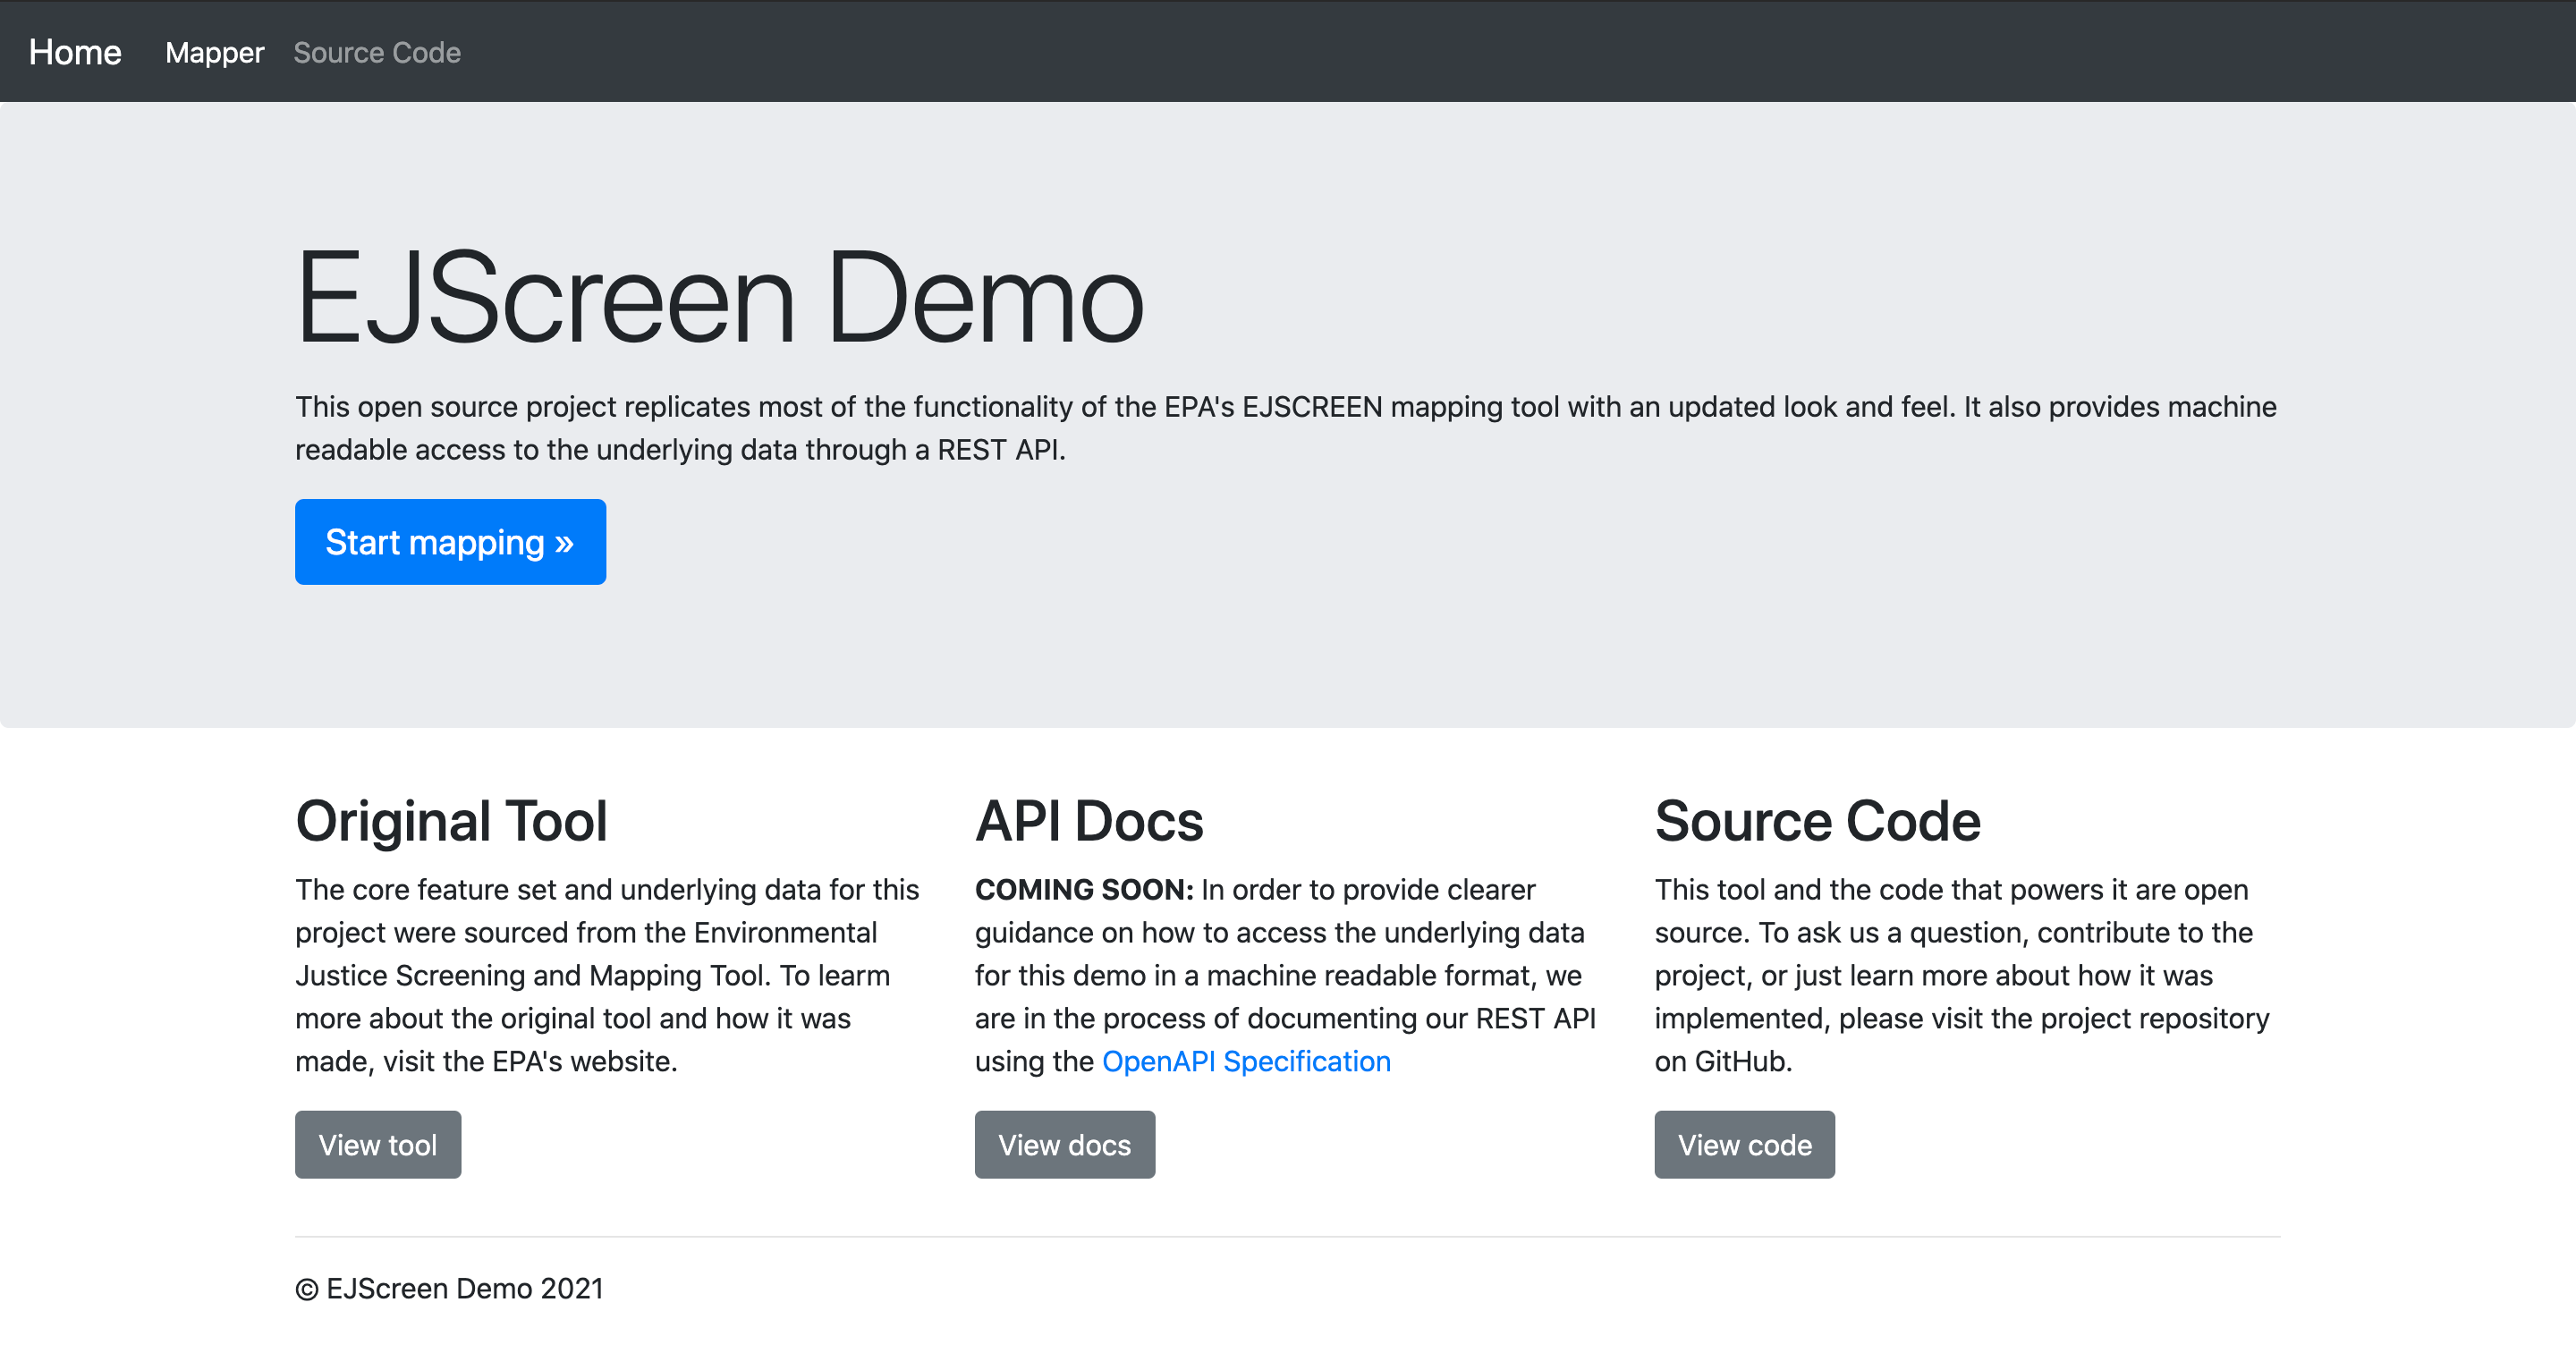 Home Mapper Source Code
EJScreen Demo
This open source project replicates most of the functionality of the EPA's EJSCREEN mapping tool with an updated look and feel. It also provides machine
readable access to the underlying data through a REST API.
Start mapping »
Original Tool
The core feature set and underlying data for this
project were sourced from the Environmental
Justice Screening and Mapping Tool. To learm
more about the original tool and how it was
made, visit the EPA's website.
View tool
API Docs
COMING SOON: In order to provide clearer
guidance on how to access the underlying data
for this demo in a machine readable format, we
are in the process of documenting our REST API
using the OpenAPI Specification
View docs
Source Code
This tool and the code that powers it are open
source. To ask us a question, contribute to the
project, or just learn more about how it was
implemented, please visit the project repository
on GitHub.
View code
© EJScreen Demo 2021